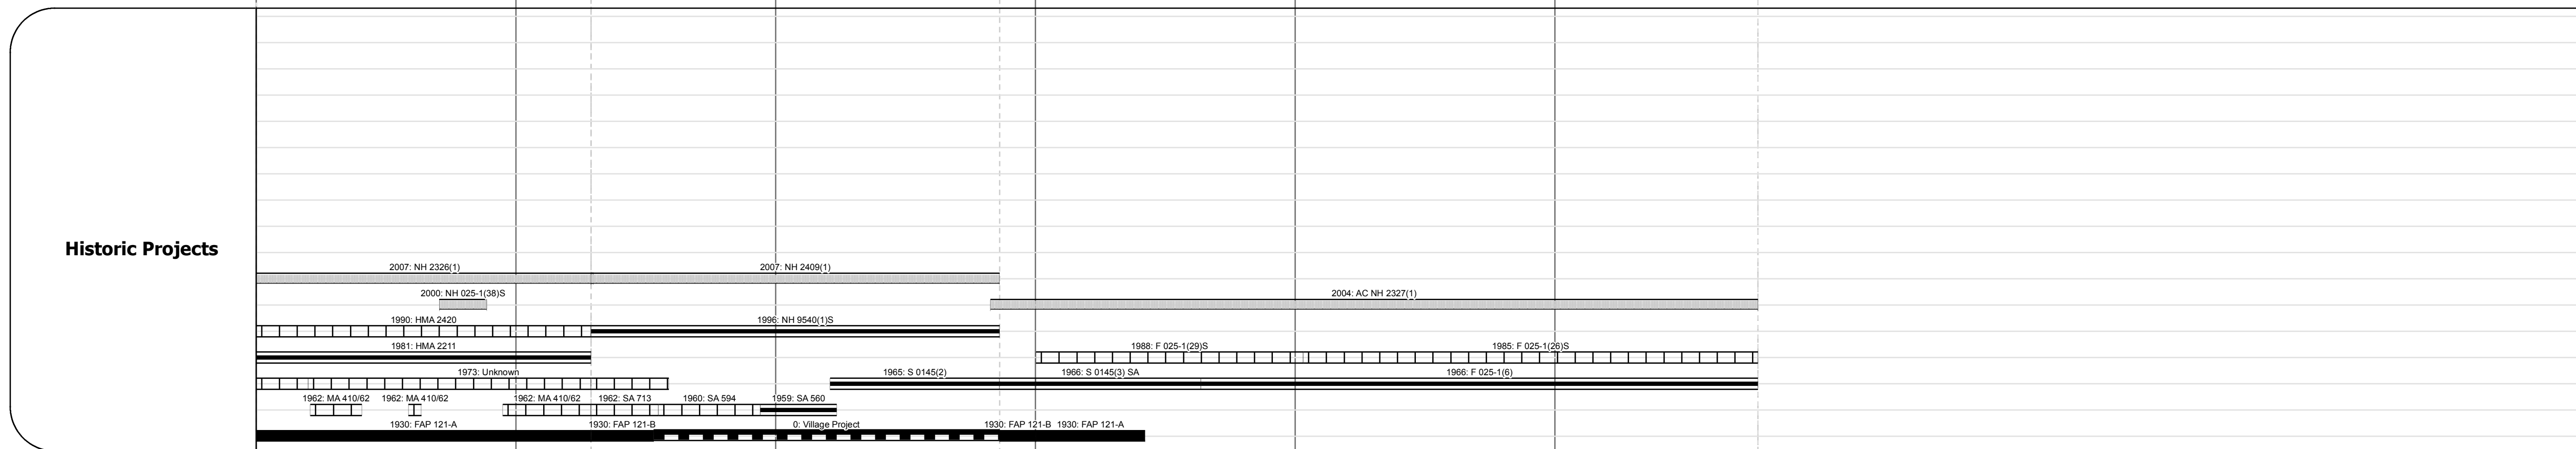 Historic Projects
2007: NH 2326(1) 2007: NH 2409(1)
2000: NH 025-1(38)S 2004: AC NH 2327(1)
1990: HMA 2420 1996: NH 9540(1)S
1981: HMA 2211 1988: F 025-1(29)S 1985: F 025-1(26)S
1973: Unknown 1965: S 0145(2) 1966: S 0145(3) SA 1966: F 025-1(6)
1962: MA 410/62 1962: MA 410/62 1962: MA 410/62 1962: SA 713 1960: SA 594 1959: SA 560
1930: FAP 121-A 1930: FAP 121-B 0: Village Project 1930: FAP 121-B 1930: FAP 121-A